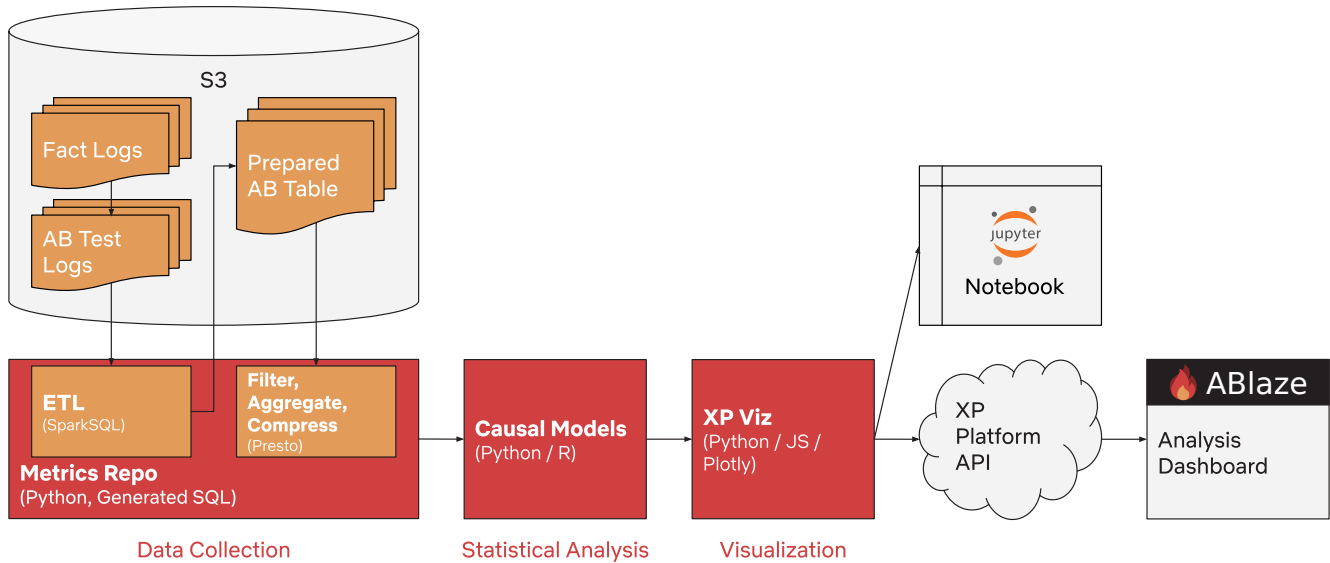 S3
Fact Logs
AB Test
Logs
Prepared
AB Table
ETL
(SparkSQL)
Filter,
Aggregate,
Compress
(Presto)
Metrics Repo
(Python, Generated SQL)
Data Collection
Causal Models
(Python / R)
Statistical Analysis
XP Viz
(Python / JS /
Plotly)
Visualization
jupyter
Notebook
XP
Platform
API
ABlaze
Analysis
Dashboard